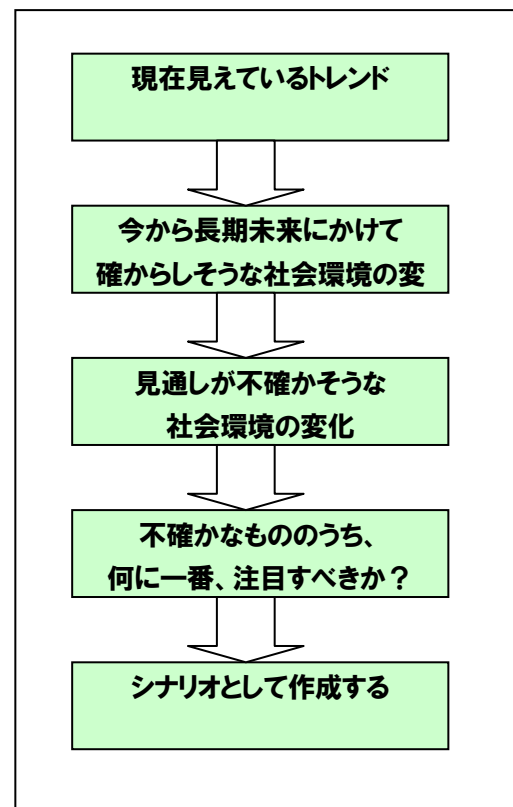 現在見えているトレンド
今から長期未来にかけて
確からしそうな社会環境の変
見通しが不確かそうな
社会環境の変化
不確かなもののうち、
何に一番、注目すべきか？
シナリオとして作成する